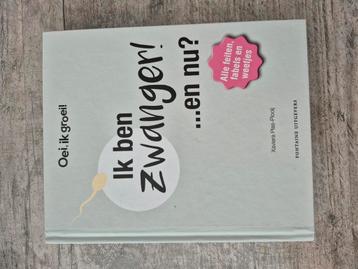 Oei, ik groei!
Ik ben
zwanger!
...en nu?
Alle feiten,
fabels en
weetjes
Xaviera Plas-Plooij
FONTAINE UITGEVERS